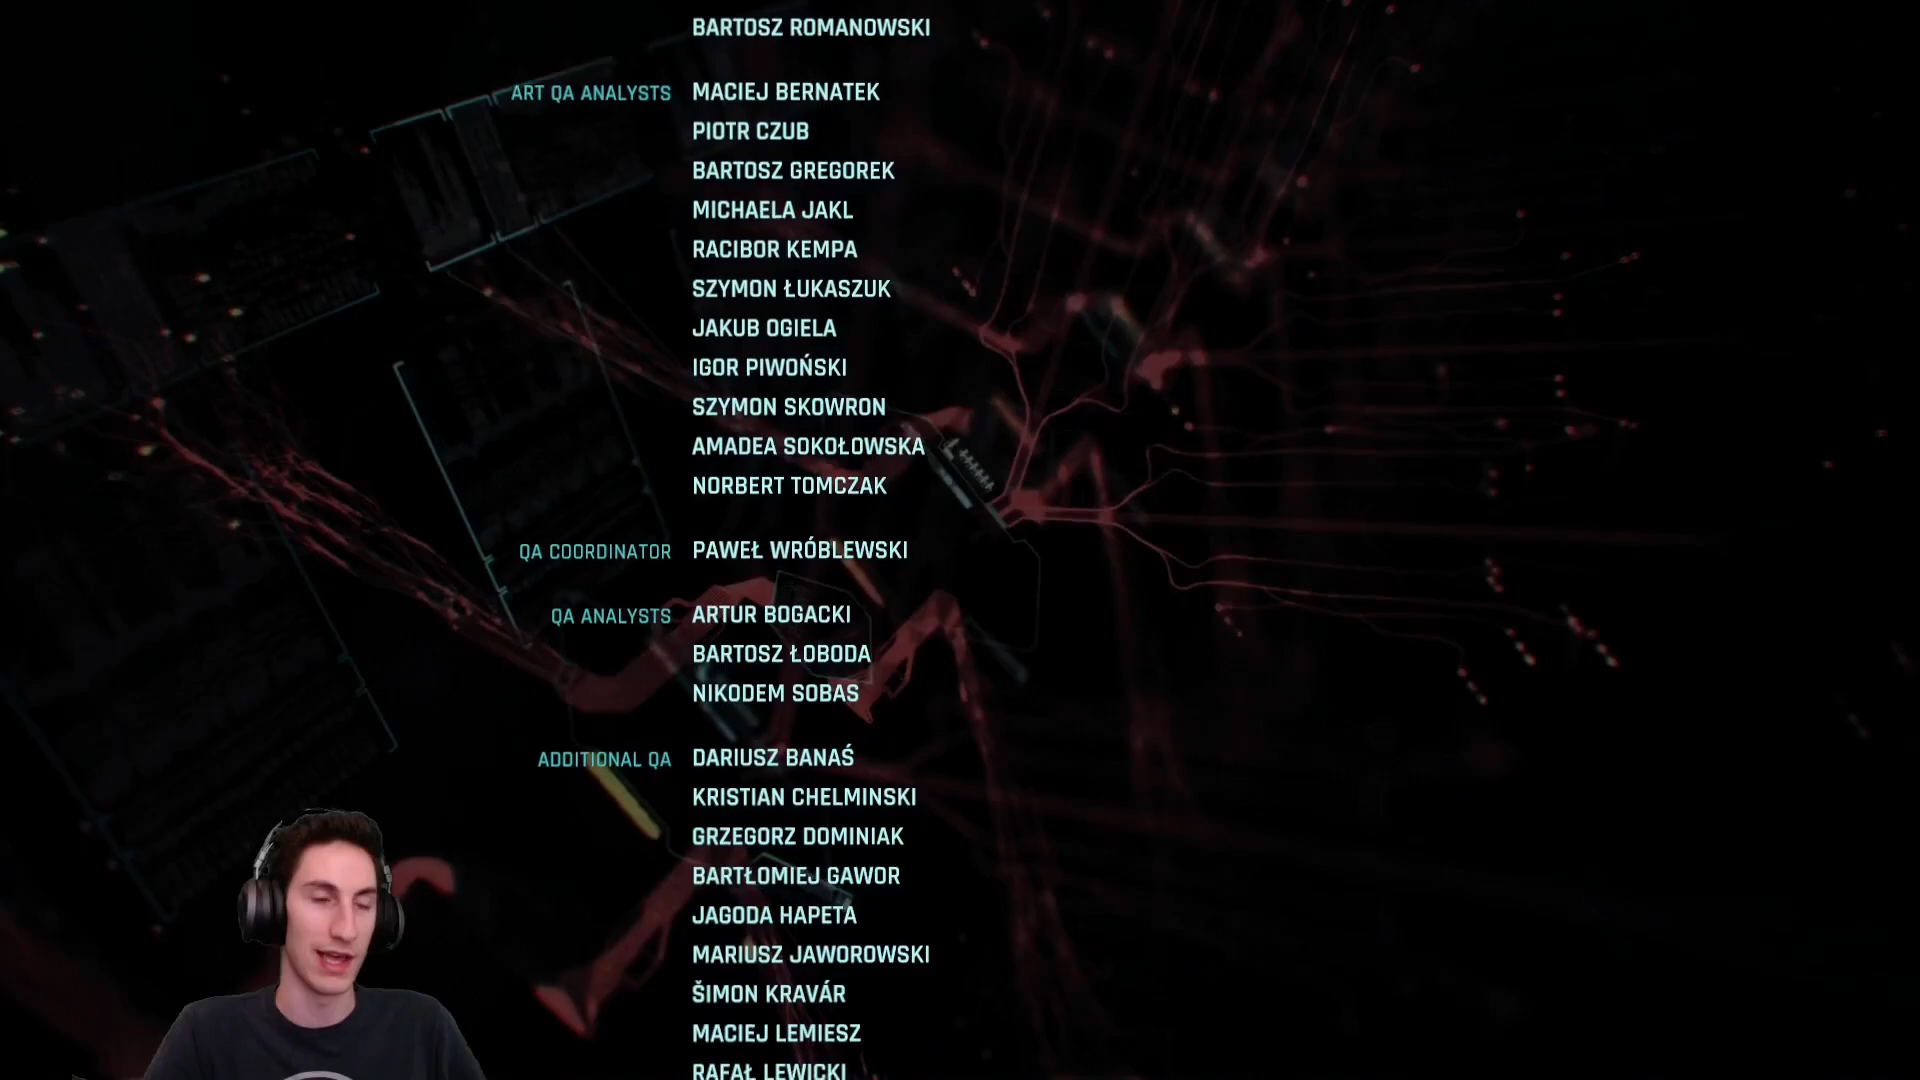 BARTOSZ ROMANOWSKI
ART QA ANALYSTS MACIEJ BERNATEK
PIOTR CZUB
BARTOSZ GREGOREK
MICHAELA JAKL
RACIBOR KEMPA
SZYMON ŁUKASZUK
JAKUB OGIELA
IGOR PIWOŃSKI
SZYMON SKOWRON
AMADEA SOKOŁOWSKA
NORBERT TOMCZAK
QA COORDINATOR PAWEŁ WRÓBLEWSKI
QA ANALYSTS ARTUR BOGACKI
BARTOSZ ŁOBODA
NIKODEM SOBAS
ADDITIONAL QA DARIUSZ BANAŚ
KRISTIAN CHELMINSKI
GRZEGORZ DOMINIAK
BARTŁOMIEJ GAWOR
JAGODA HAPETA
MARIUSZ JAWOROWSKI
ŠIMON KRAVÁR
MACIEJ LEMIESZ
RAFAŁ LEWICKI